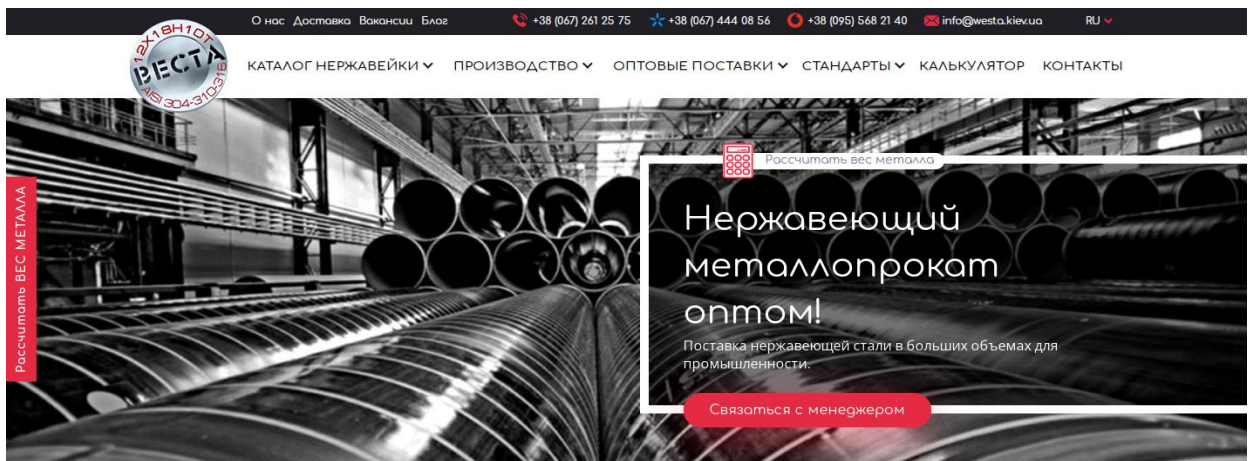 О нас Доставка Вакансии Блог +38 (067) 261 25 75 +38 (067) 444 08 56 +38 (095) 568 21 40 info@westa.kiev.ua RU
12Х18Н10Т
ВЕСТА
AISI 304-310-316
КАТАЛОГ НЕРЖАВЕЙКИ ПРОИЗВОДСТВО ОПТОВЫЕ ПОСТАВКИ СТАНДАРТЫ КАЛЬКУЛЯТОР КОНТАКТЫ
Рассчитать ВЕС МЕТАЛЛА
Рассчитать вес металла
Нержавеющий
металлопрокат
оптом!
Поставка нержавеющей стали в больших объемах для
промышленности.
Связаться с менеджером